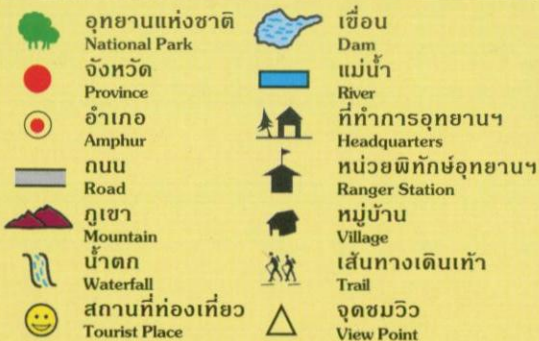 อุทยานแห่งชาติ
National Park
จังหวัด
Province
อำเภอ
Amphur
ถนน
Road
ภูเขา
Mountain
น้ำตก
Waterfall
สถานที่ท่องเที่ยว
Tourist Place
เขื่อน
Dam
แม่น้ำ
River
ที่ทำการอุทยานฯ
Headquarters
หน่วยพิทักษ์อุทยานฯ
Ranger Station
หมู่บ้าน
Village
เส้นทางเดินเท้า
Trail
จุดชมวิว
View Point